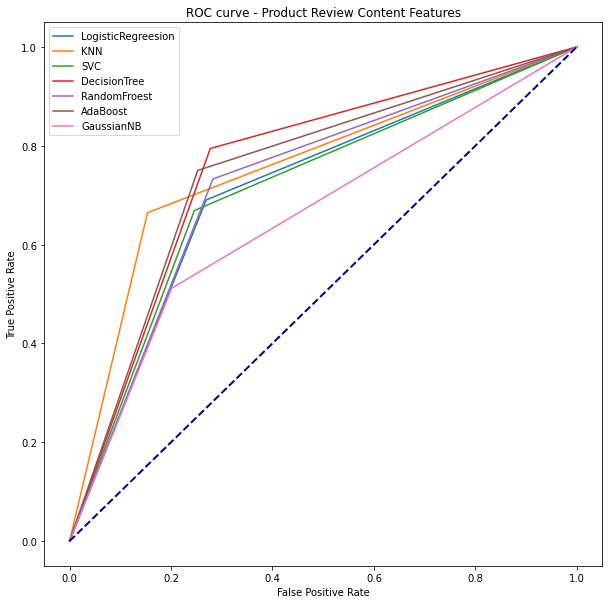 ROC curve - Product Review Content Features
LogisticRegreesion
KNN
SVC
DecisionTree
RandomFroest
AdaBoost
GaussianNB
1.0
0.8
0.6
0.4
0.2
0.0
True Positive Rate
0.0 0.2 0.4 0.6 0.8 1.0
False Positive Rate